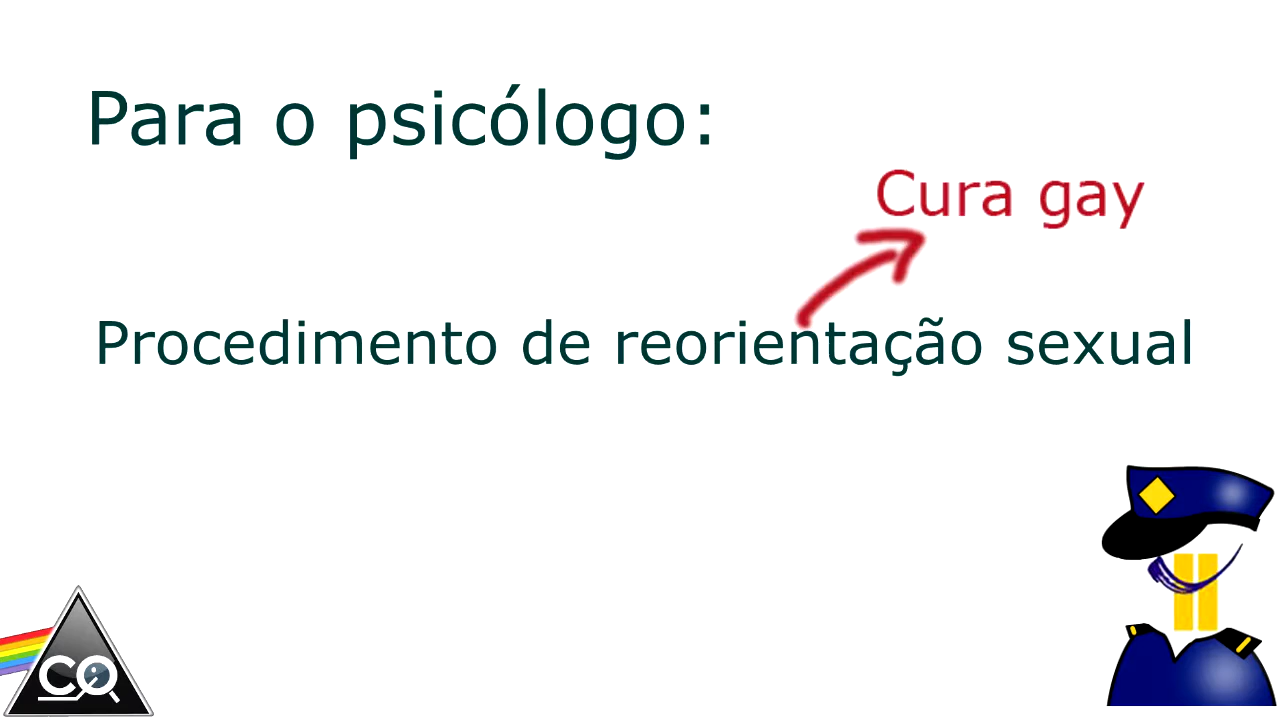 Para o psicólogo:
Cura gay
Procedimento de reorientação sexual
CQ